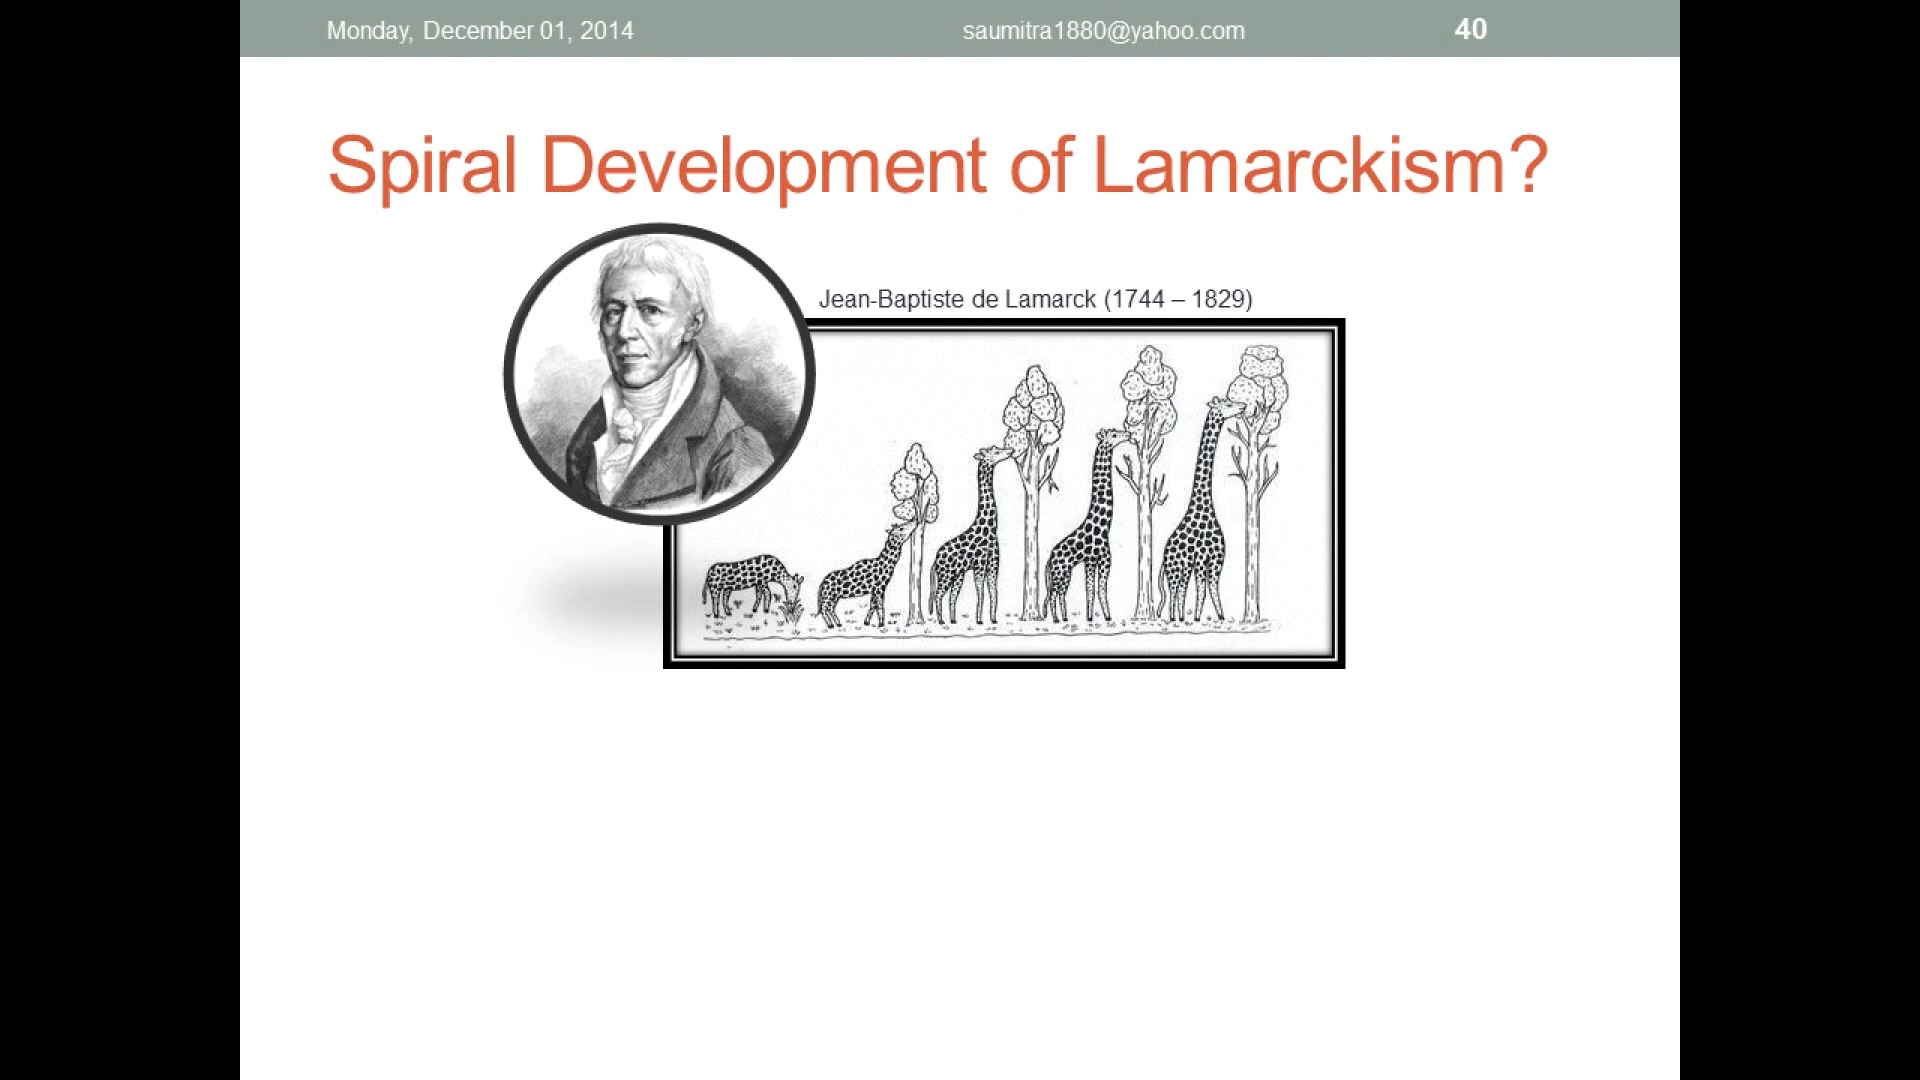 Monday, December 01, 2014 saumitra1880@yahoo.com 40
Spiral Development of Lamarckism?
Jean-Baptiste de Lamarck (1744 – 1829)